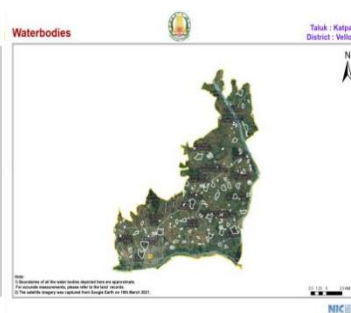 Waterbodies
Taluk : Katpa
District : Vello
N
Note:
1) Boundaries of all the water bodies depicted here are approximate,
For accurate measurements, please refer to the land records.
2) The satellite imagery was captured from Google Earth on 16th March 2021.
NIC